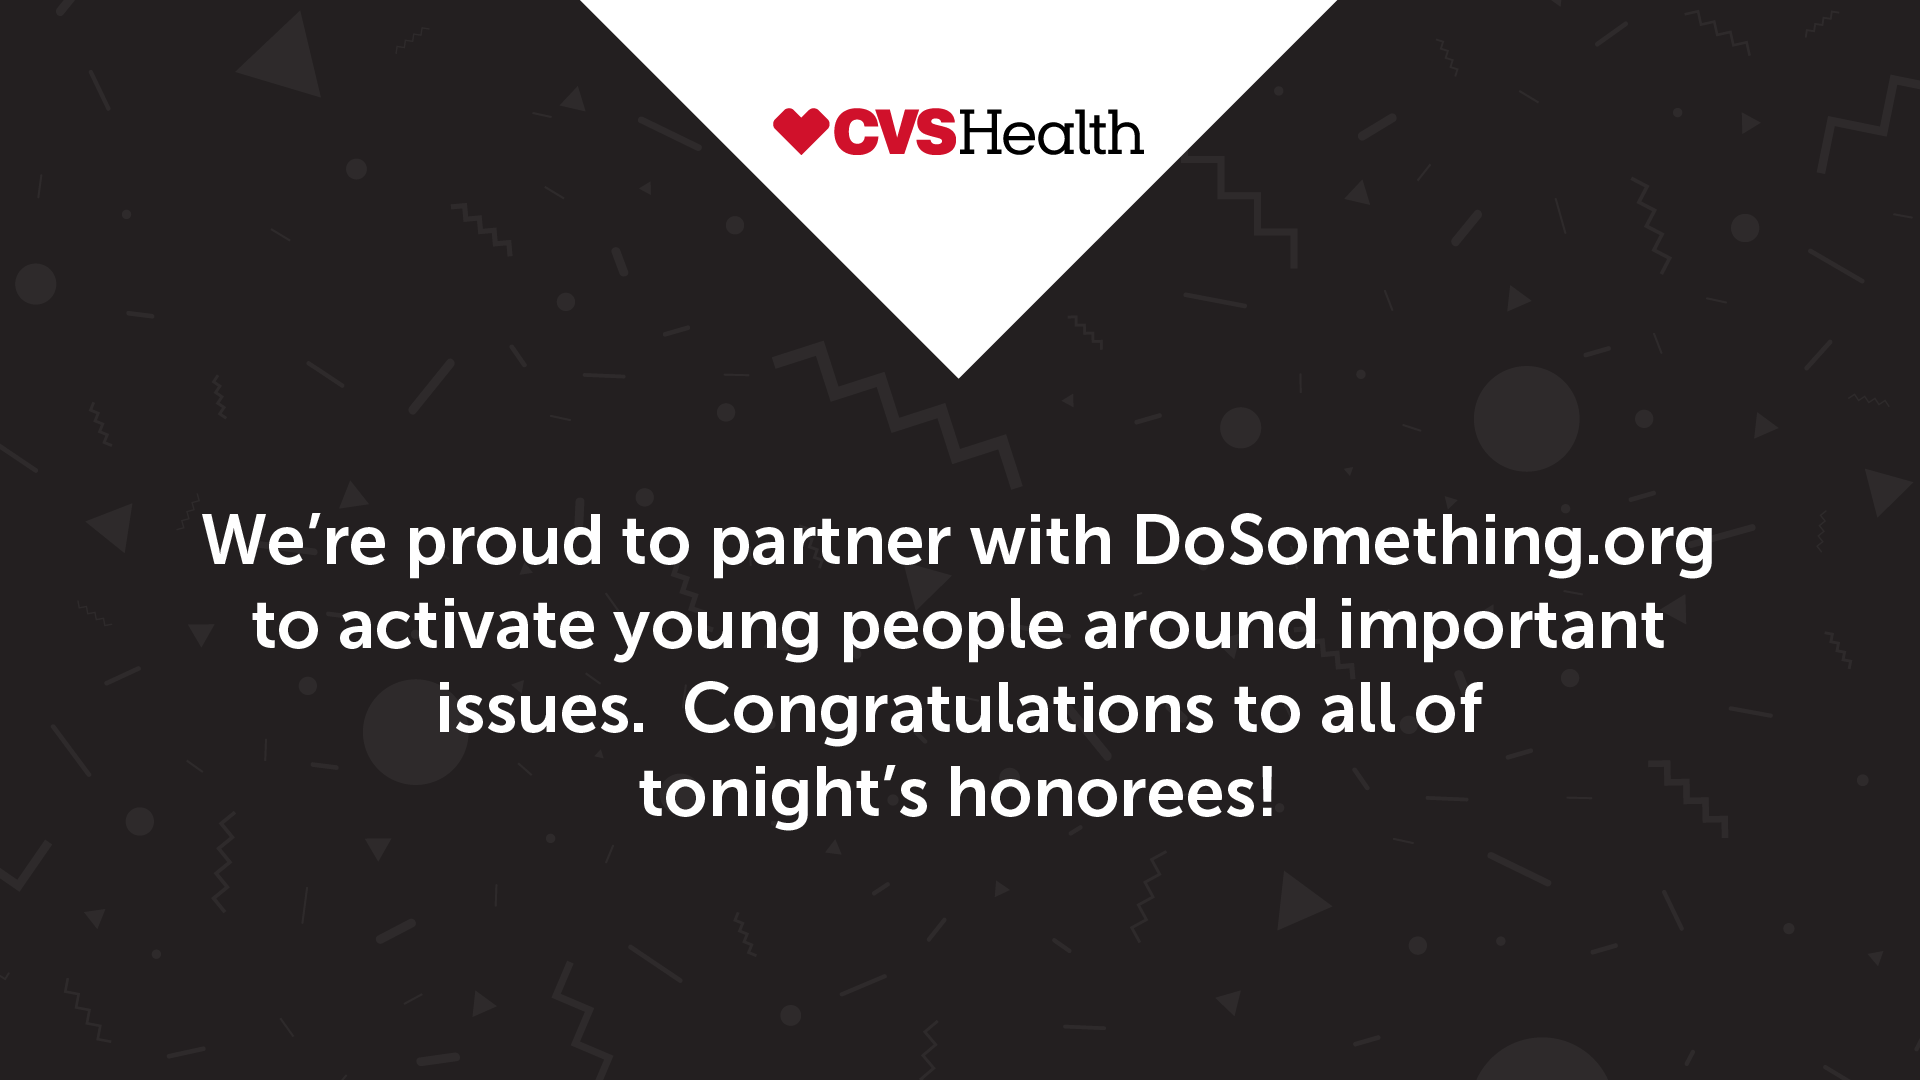 CVSHealth
We’re proud to partner with DoSomething.org
to activate young people around important
issues.  Congratulations to all of
tonight’s honorees!